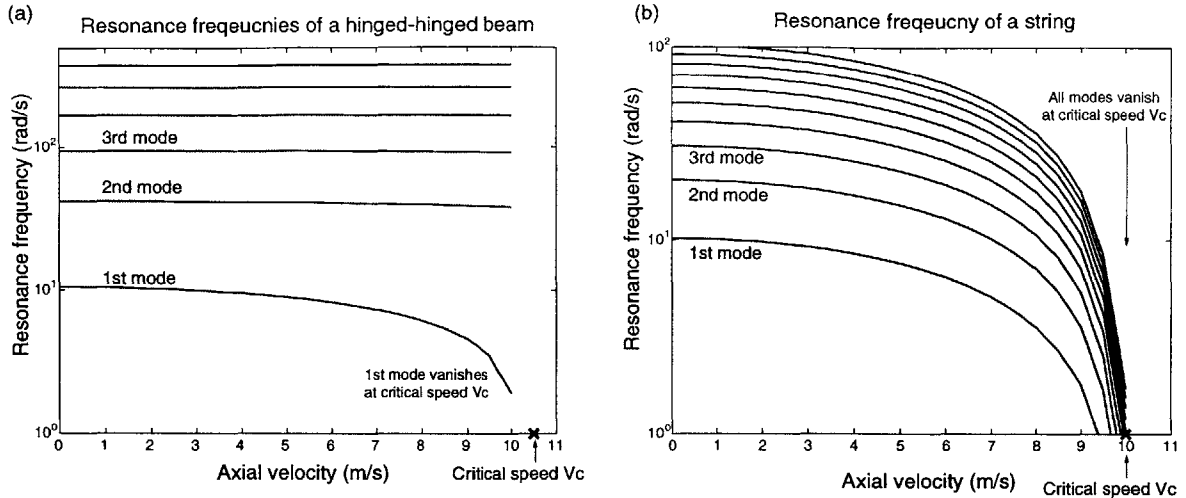 (a)
Resonance freqeucnies of a hinged-hinged beam
Resonance frequency (rad/s)
10²
10¹
10⁰
3rd mode
2nd mode
1st mode
1st mode vanishes
at critical speed Vc
0 1 2 3 4 5 6 7 8 9 10 11
Axial velocity (m/s)
Critical speed Vc
(b)
Resonance freqeucny of a string
Resonance frequency (rad/s)
10²
10¹
10⁰
All modes vanish
at critical speed Vc
3rd mode
2nd mode
1st mode
0 1 2 3 4 5 6 7 8 9 10 11
Axial velocity (m/s)
Critical speed Vc